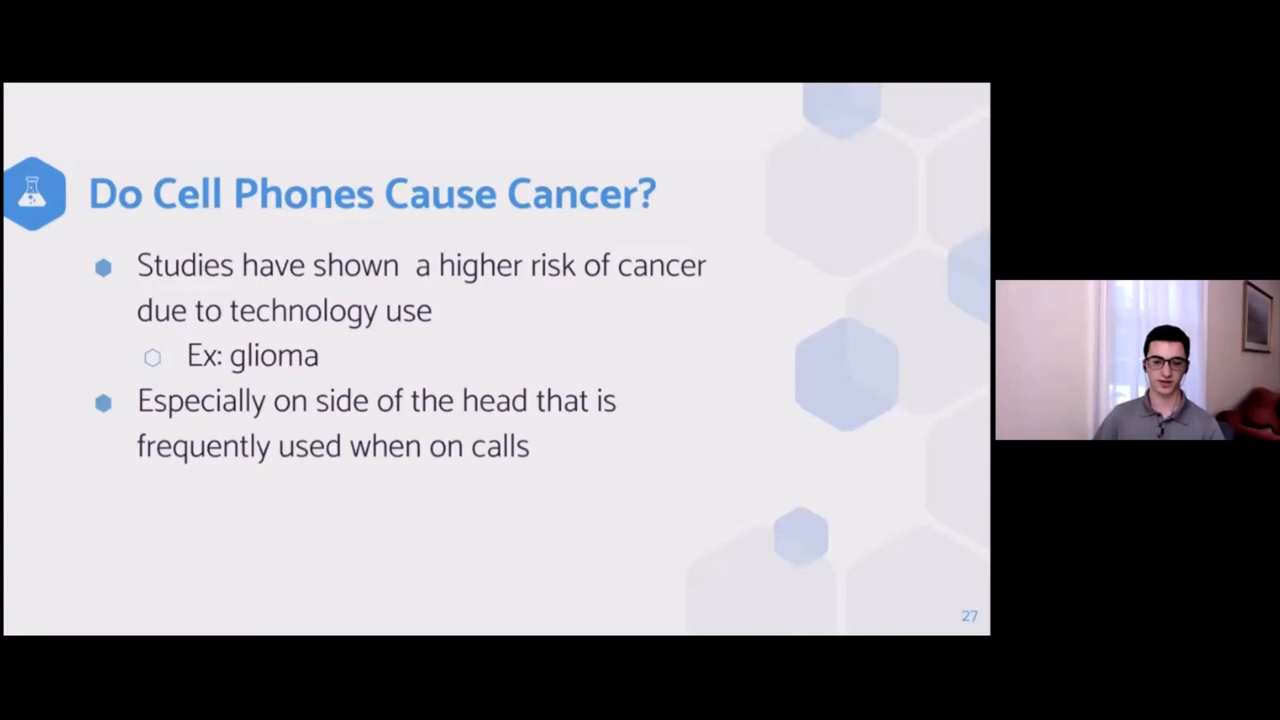 Do Cell Phones Cause Cancer?
Studies have shown  a higher risk of cancer
due to technology use
Ex: glioma
Especially on side of the head that is
frequently used when on calls
27